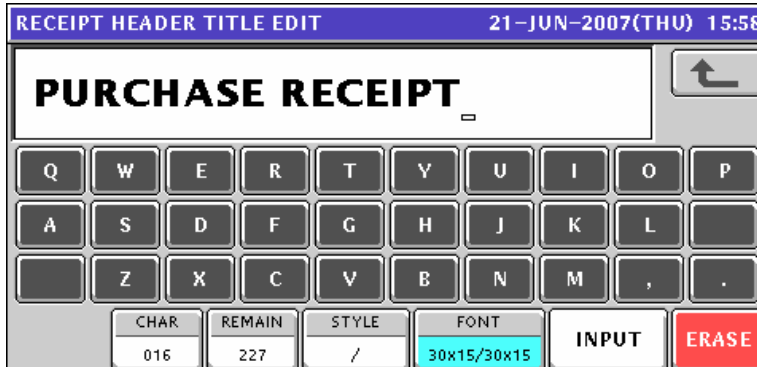 RECEIPT HEADER TITLE EDIT 21-JUN-2007(THU) 15:58
PURCHASE RECEIPT_
Q W E R T Y U I O P
A S D F G H J K L
Z X C V B N M , .
CHAR REMAIN STYLE FONT INPUT ERASE
016 227 / 30x15/30x15